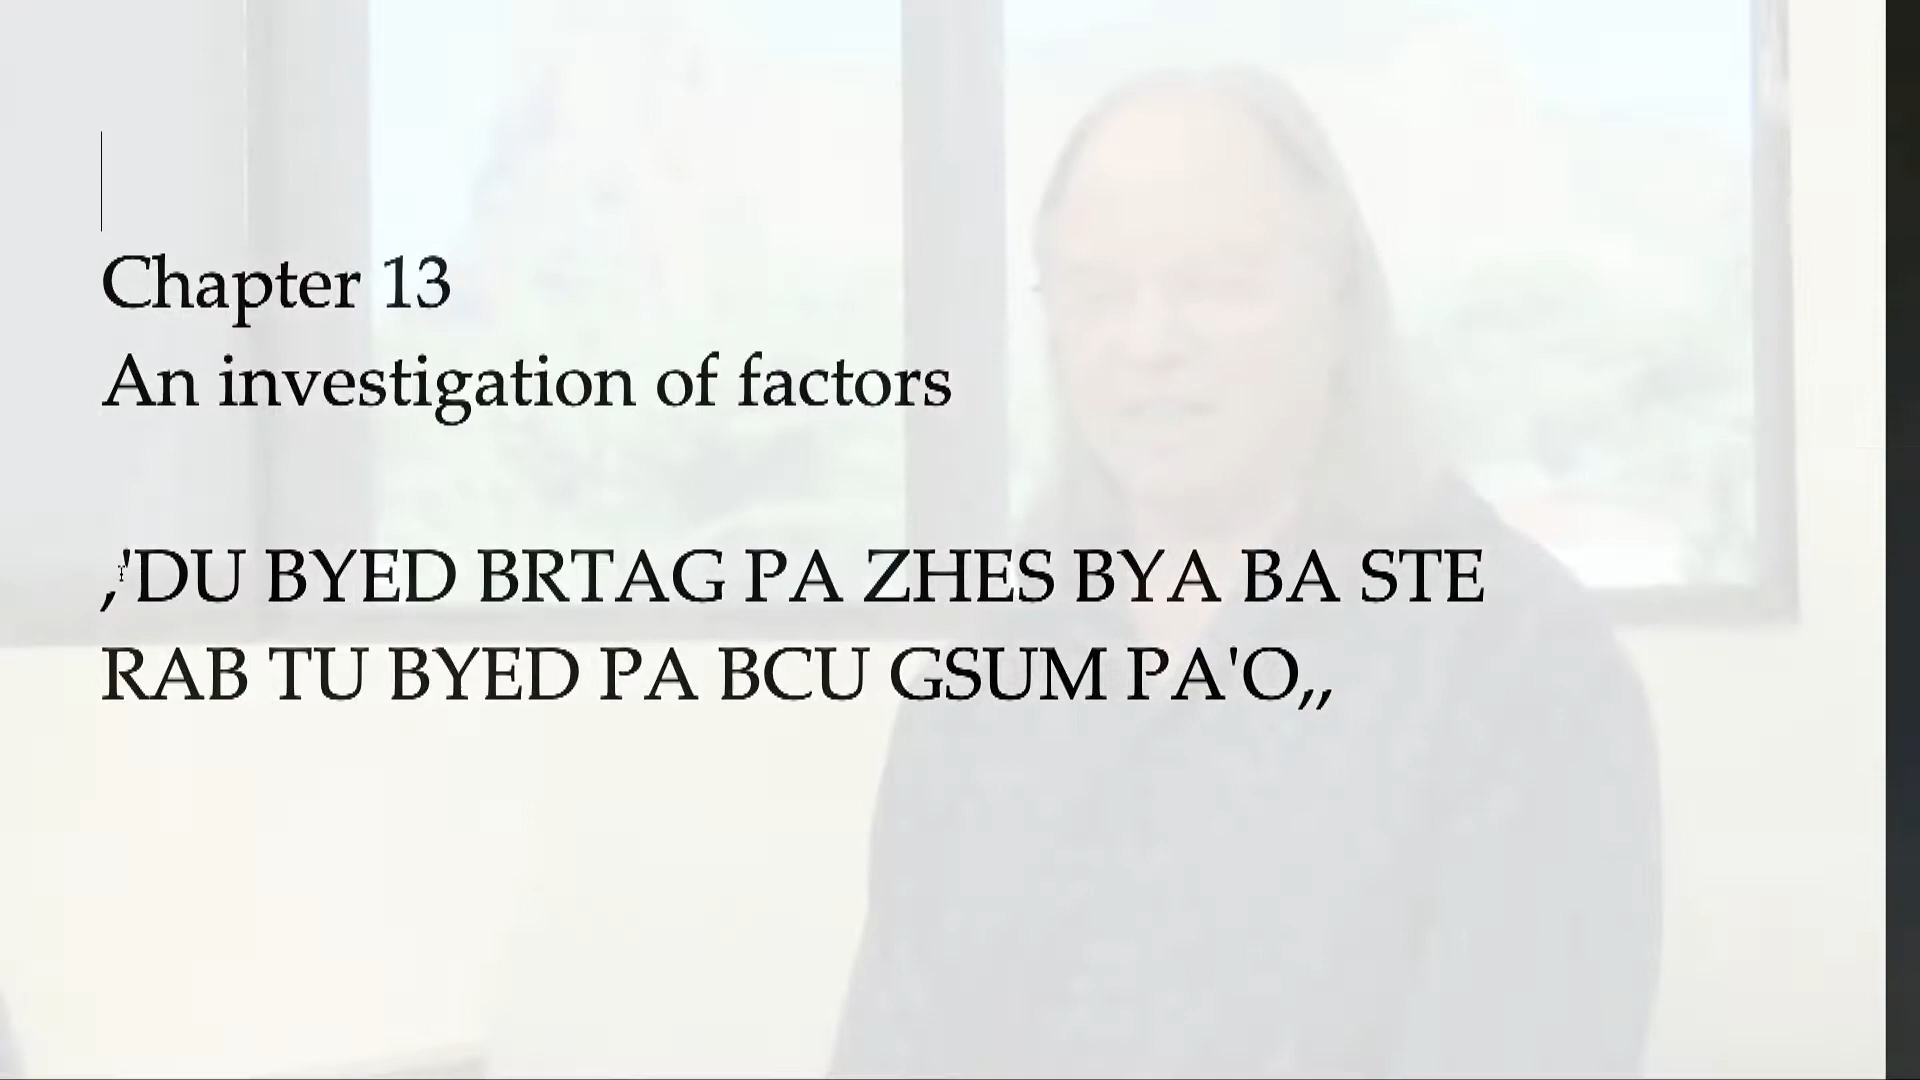 Chapter 13
An investigation of factors
,'DU BYED BRTAG PA ZHES BYA BA STE
RAB TU BYED PA BCU GSUM PA'O,,